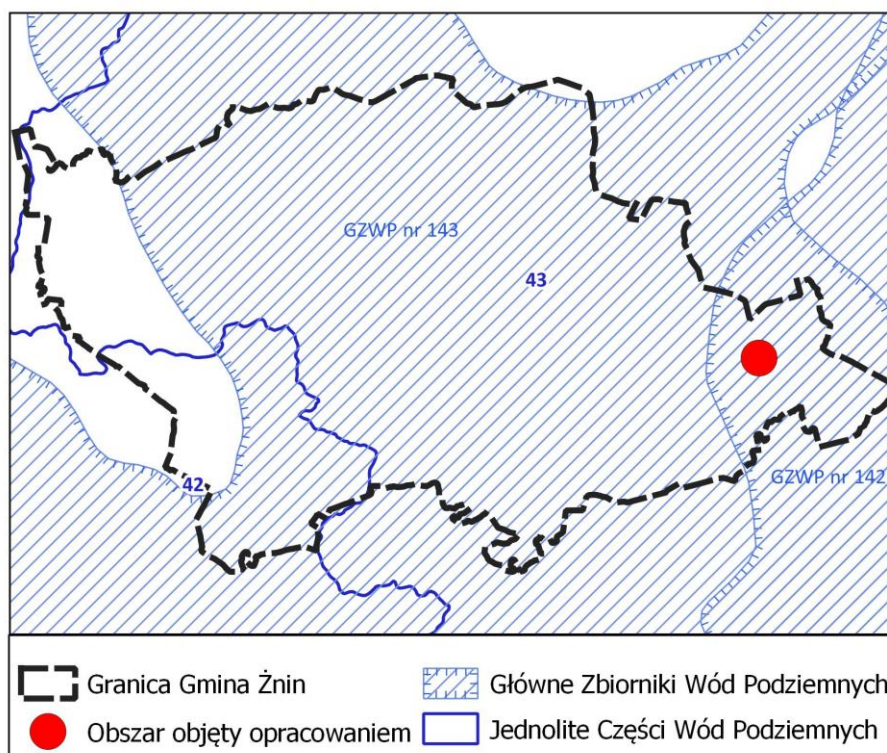 GZWP nr 143
43
42
GZWP nr 142
Granica Gmina Żnin
Główne Zbiorniki Wód Podziemnych
Obszar objęty opracowaniem
Jednolite Części Wód Podziemnych